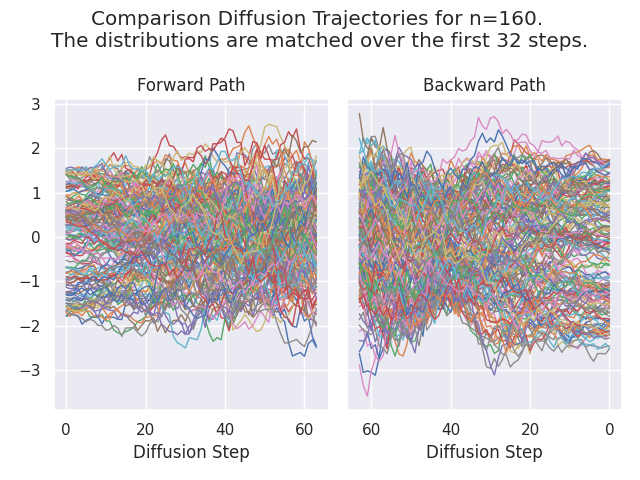 Comparison Diffusion Trajectories for n=160.
The distributions are matched over the first 32 steps.
Forward Path
Backward Path
3
2
1
0
−1
−2
−3
0 20 40 60
60 40 20 0
Diffusion Step
Diffusion Step